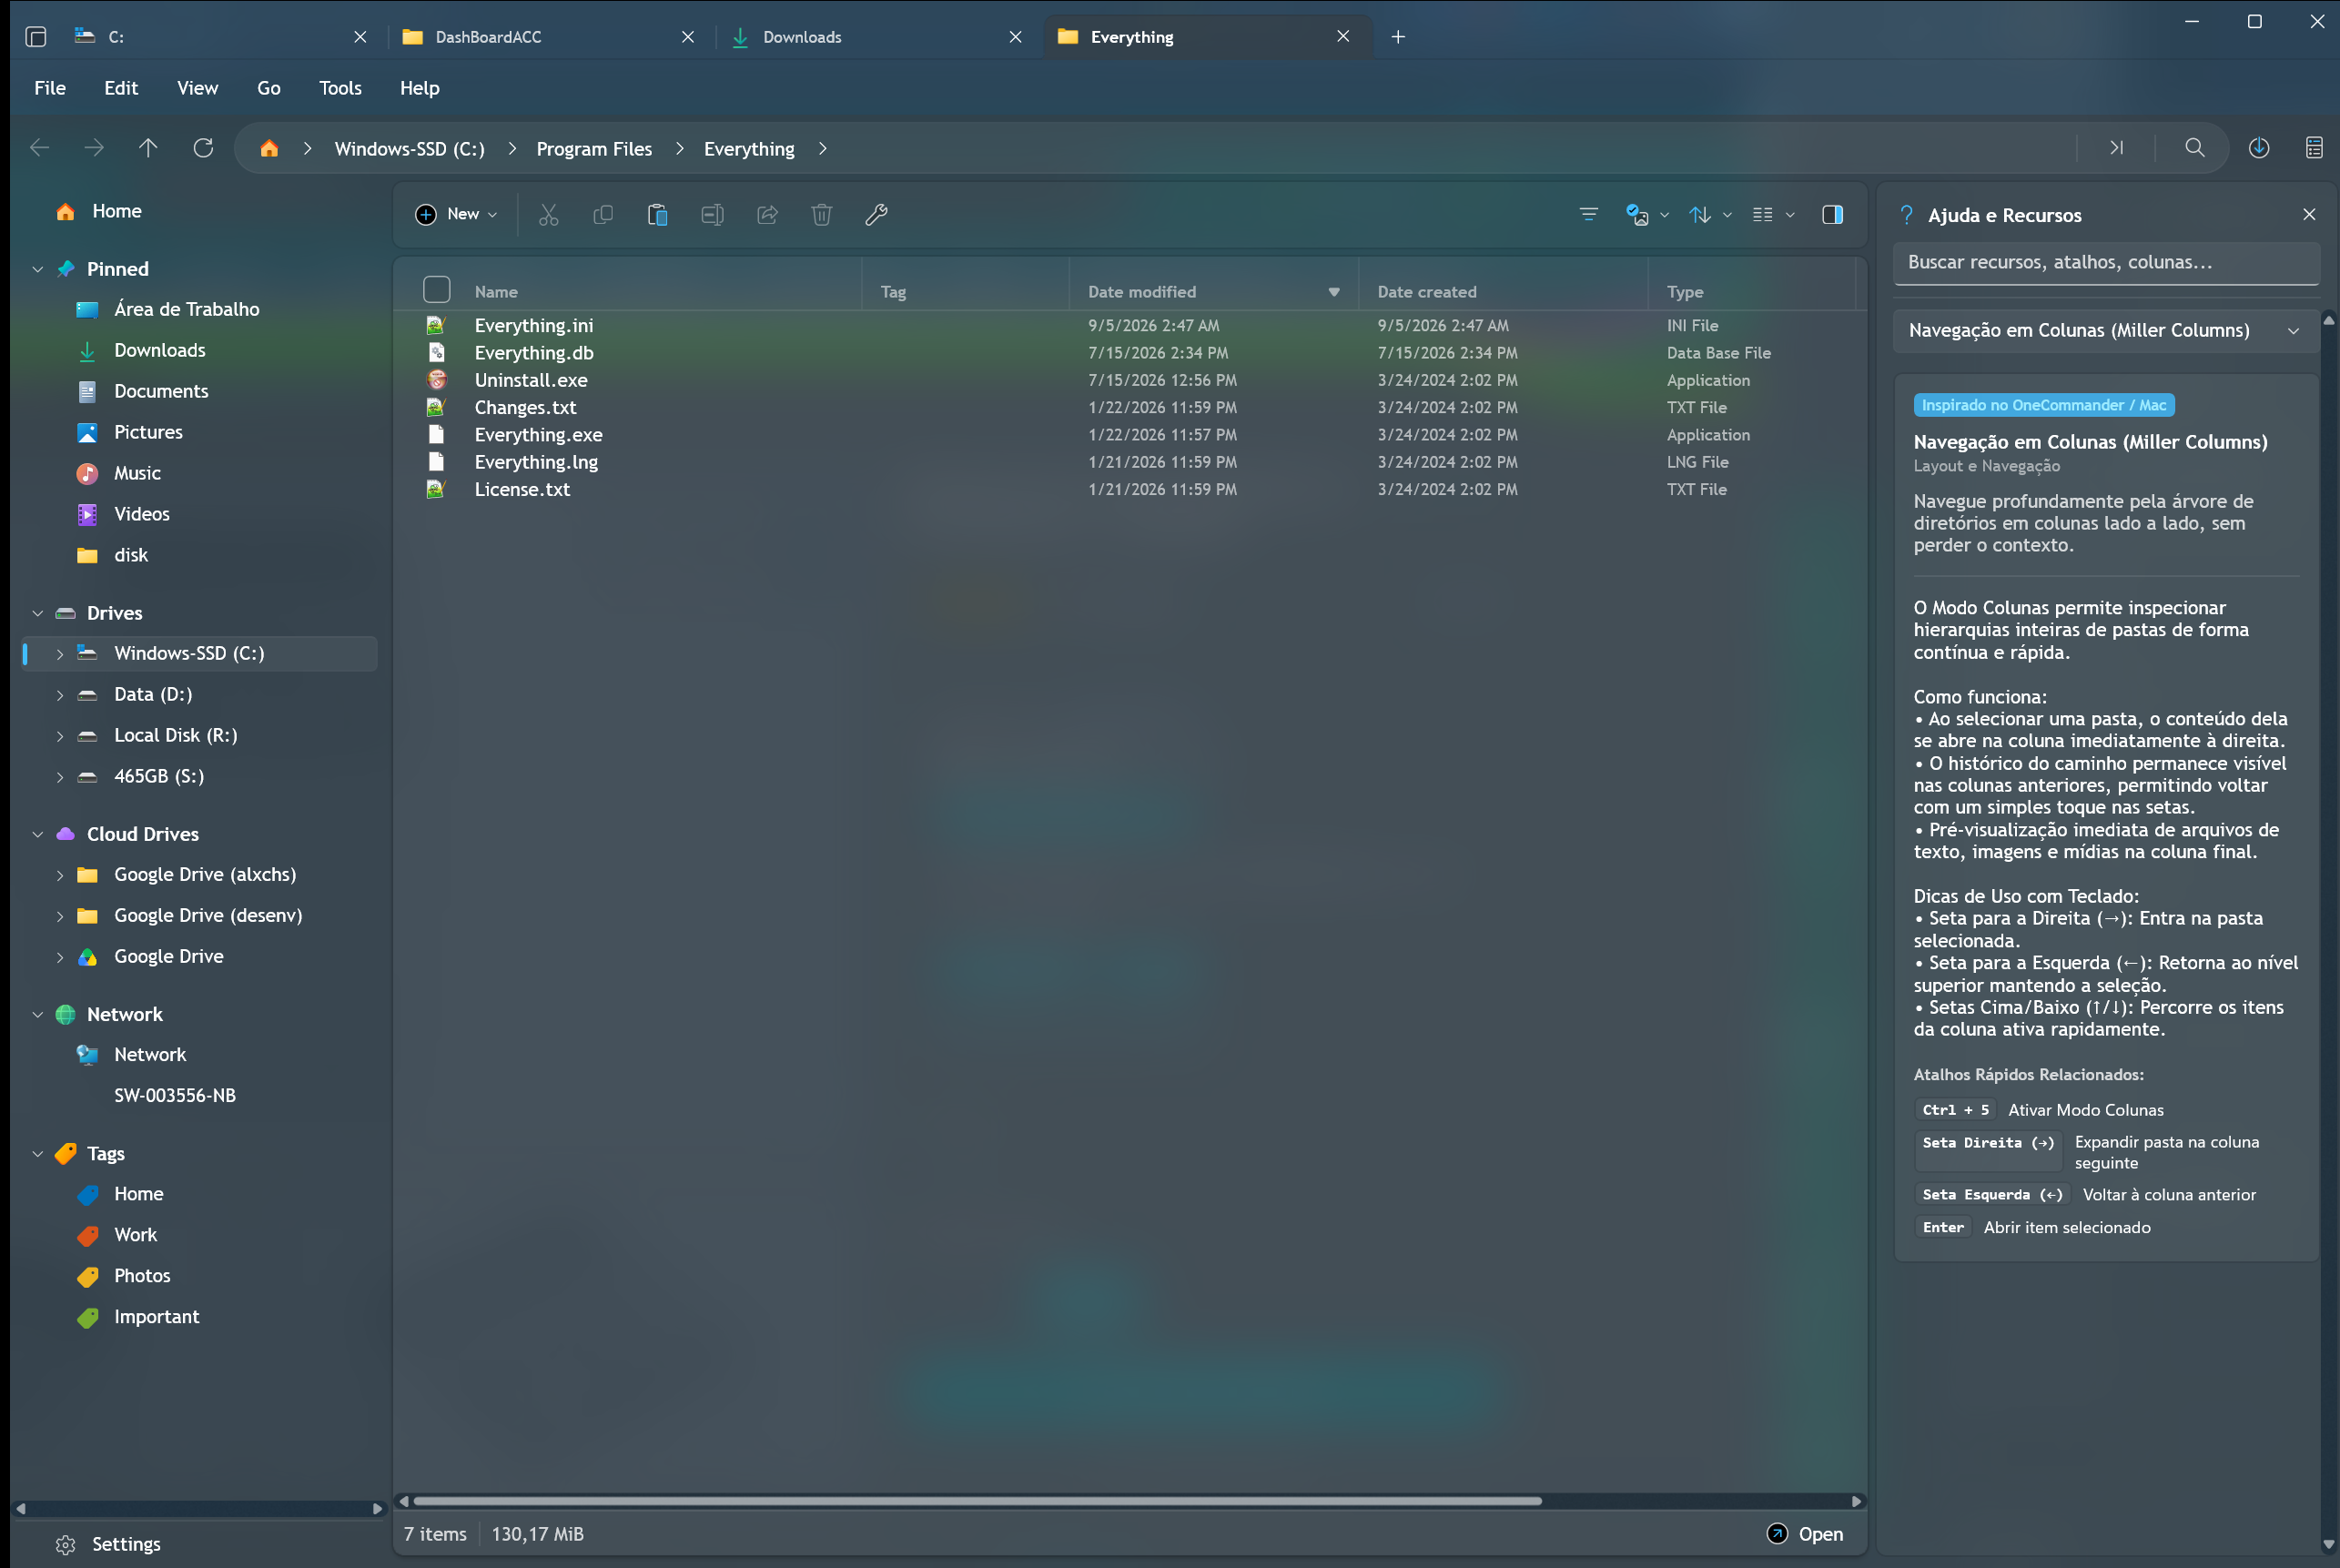 C:
DashBoardACC
Downloads
Everything
File Edit View Go Tools Help
Windows-SSD (C:) Program Files Everything
Home
Pinned
Área de Trabalho
Downloads
Documents
Pictures
Music
Videos
disk
Drives
Windows-SSD (C:)
Data (D:)
Local Disk (R:)
465GB (S:)
Cloud Drives
Google Drive (alxchs)
Google Drive (desenv)
Google Drive
Network
Network
SW-003556-NB
Tags
Home
Work
Photos
Important
Settings
New
Name Tag Date modified Date created Type
Everything.ini 9/5/2026 2:47 AM 9/5/2026 2:47 AM INI File
Everything.db 7/15/2026 2:34 PM 7/15/2026 2:34 PM Data Base File
Uninstall.exe 7/15/2026 12:56 PM 3/24/2024 2:02 PM Application
Changes.txt 1/22/2026 11:59 PM 3/24/2024 2:02 PM TXT File
Everything.exe 1/22/2026 11:57 PM 3/24/2024 2:02 PM Application
Everything.lng 1/21/2026 11:59 PM 3/24/2024 2:02 PM LNG File
License.txt 1/21/2026 11:59 PM 3/24/2024 2:02 PM TXT File
7 items 130,17 MiB
Open
? Ajuda e Recursos
Buscar recursos, atalhos, colunas...
Navegação em Colunas (Miller Columns)
Inspirado no OneCommander / Mac
Navegação em Colunas (Miller Columns)
Layout e Navegação
Navegue profundamente pela árvore de
diretórios em colunas lado a lado, sem
perder o contexto.
O Modo Colunas permite inspecionar
hierarquias inteiras de pastas de forma
contínua e rápida.
Como funciona:
• Ao selecionar uma pasta, o conteúdo dela
se abre na coluna imediatamente à direita.
• O histórico do caminho permanece visível
nas colunas anteriores, permitindo voltar
com um simples toque nas setas.
• Pré-visualização imediata de arquivos de
texto, imagens e mídias na coluna final.
Dicas de Uso com Teclado:
• Seta para a Direita (→): Entra na pasta
selecionada.
• Seta para a Esquerda (←): Retorna ao nível
superior mantendo a seleção.
• Setas Cima/Baixo (↑/↓): Percorre os itens
da coluna ativa rapidamente.
Atalhos Rápidos Relacionados:
Ctrl + 5 Ativar Modo Colunas
Seta Direita (→) Expandir pasta na coluna
seguinte
Seta Esquerda (←) Voltar à coluna anterior
Enter Abrir item selecionado